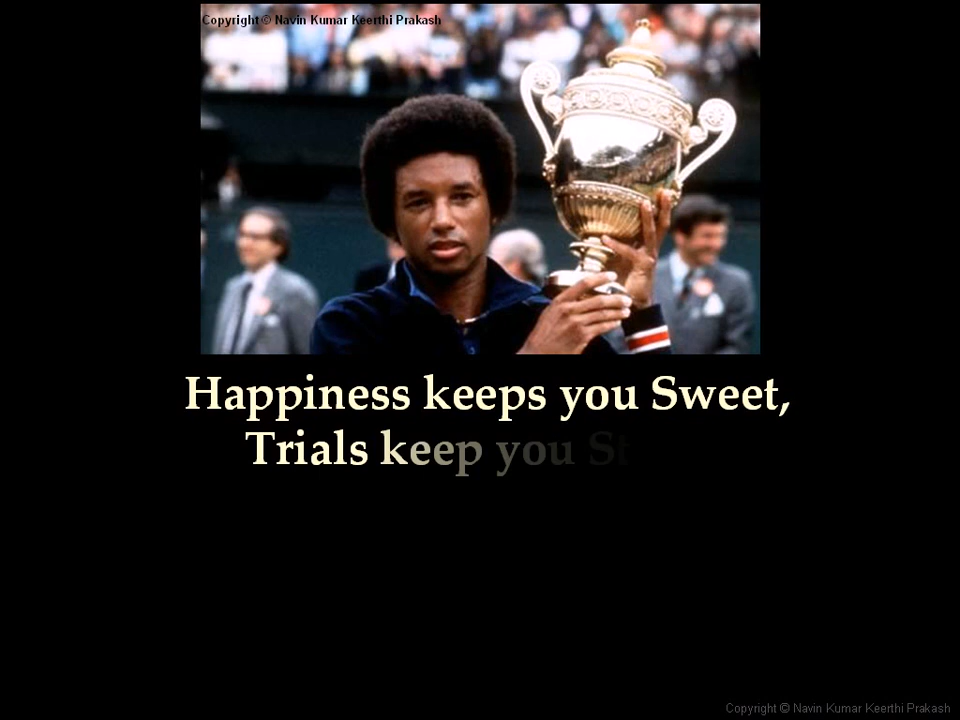 Copyright © Navin Kumar Keerthi Prakash
Happiness keeps you Sweet,
Trials keep you
Copyright © Navin Kumar Keerthi Prakash